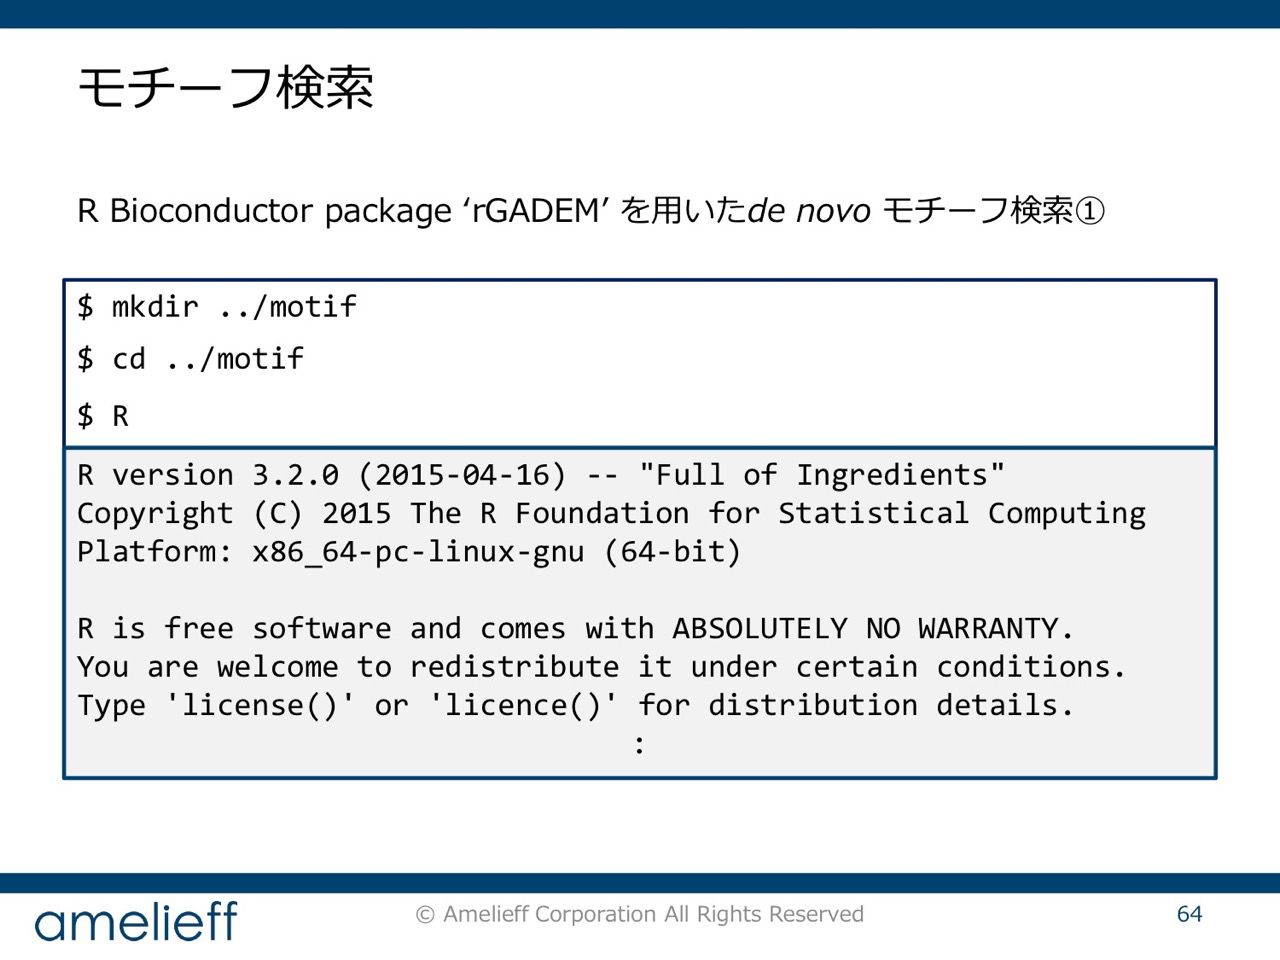 モチーフ検索
R Bioconductor package ‘rGADEM’ を用いたde novo モチーフ検索①
$ mkdir ../motif
$ cd ../motif
$ R
R version 3.2.0 (2015-04-16) -- "Full of Ingredients"
Copyright (C) 2015 The R Foundation for Statistical Computing
Platform: x86_64-pc-linux-gnu (64-bit)
R is free software and comes with ABSOLUTELY NO WARRANTY.
You are welcome to redistribute it under certain conditions.
Type 'license()' or 'licence()' for distribution details.
:
amelieff
© Amelieff Corporation All Rights Reserved
64